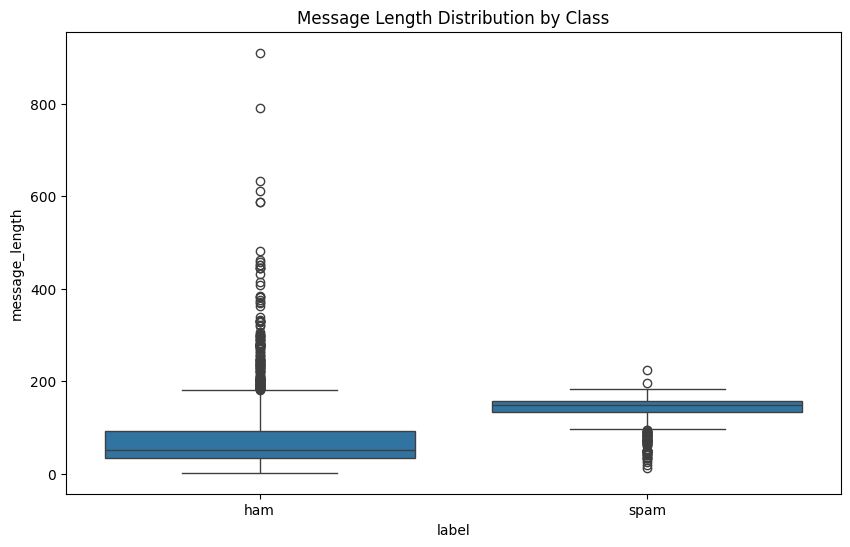 Message Length Distribution by Class
message_length
800
600
400
200
0
ham
spam
label